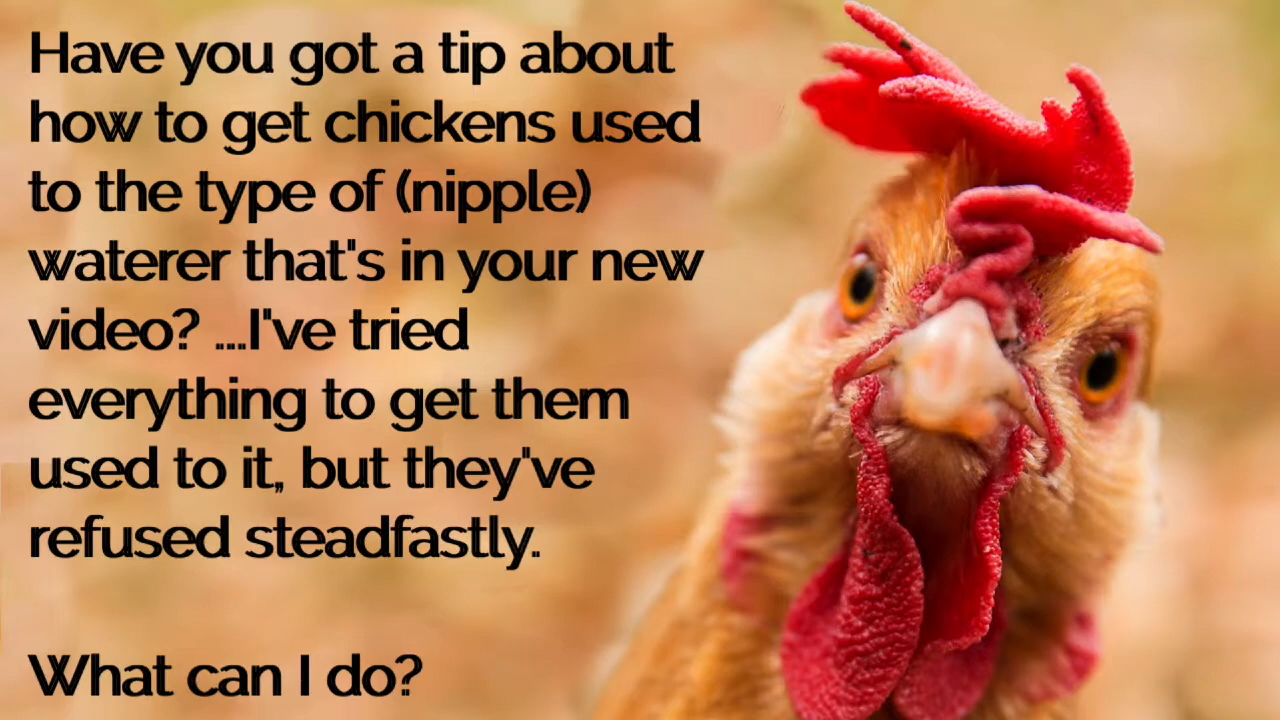 Have you got a tip about
how to get chickens used
to the type of (nipple)
waterer that's in your new
video? ....I've tried
everything to get them
used to it, but they've
refused steadfastly.
What can I do?